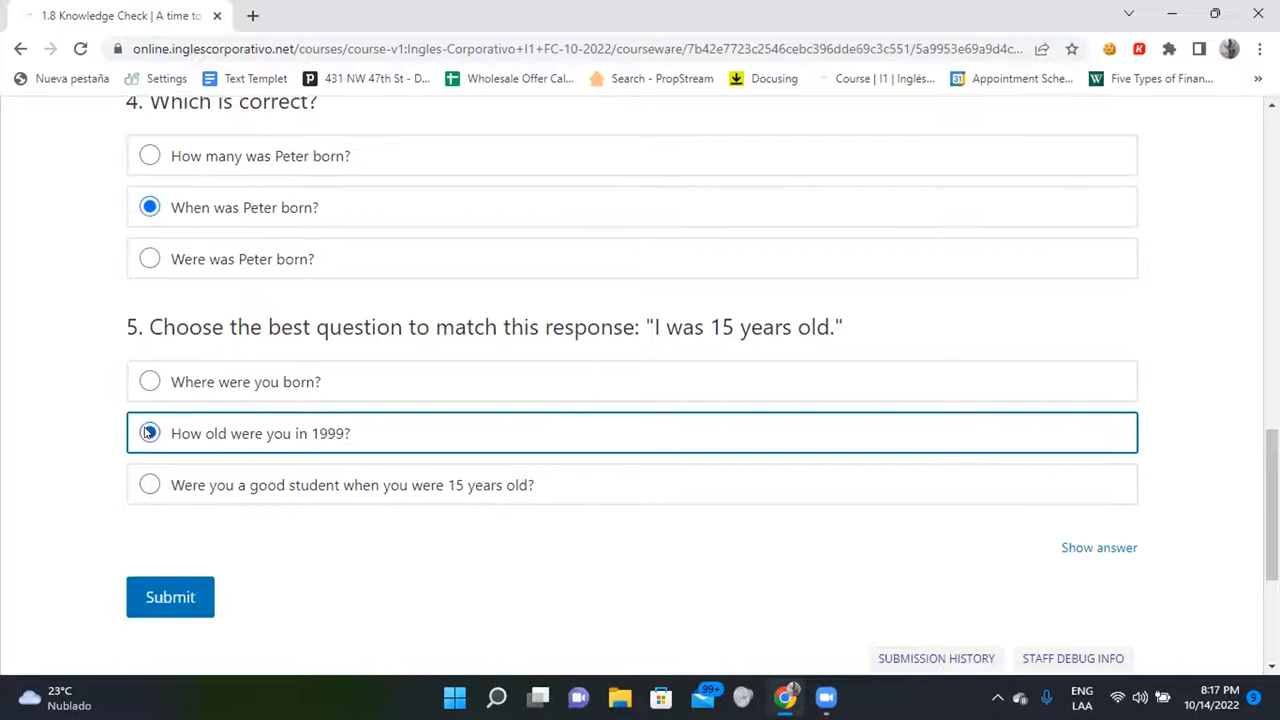 1.8 Knowledge Check | A time to
online.inglescorporativo.net/courses/course-v1:Ingles-Corporativo+I1+FC-10-2022/courseware/7b42e7723c2546cebc396dde69c3c551/5a9953e69a9d4c...
Nueva pestaña Settings Text Templet 431 NW 47th St - D... Wholesale Offer Cal... Search - PropStream Docusing Course | I1 | Inglés... Appointment Sche... Five Types of Finan... »
4. Which is correct?
How many was Peter born?
When was Peter born?
Were was Peter born?
5. Choose the best question to match this response: "I was 15 years old."
Where were you born?
How old were you in 1999?
Were you a good student when you were 15 years old?
Show answer
Submit
SUBMISSION HISTORY STAFF DEBUG INFO
23°C
Nublado
99+
ENG
LAA
8:17 PM
10/14/2022
9